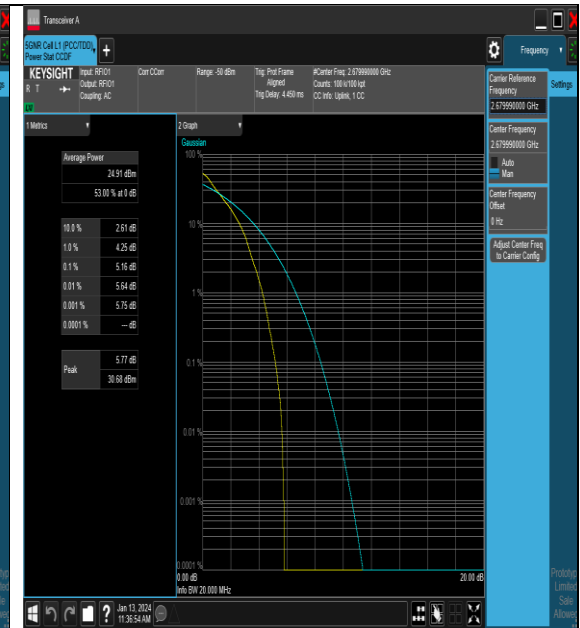 Transceiver A
5GNR Cell L1 (PCC/TDD),
Power Stat CCDF
Frequency
KEYSIGHT
R T
LV
Input: RFIO1
Output: RFIO1
Coupling: AC
Corr CCorr
Range: -50 dBm
Trig: Prot Frame
Aligned
Trig Delay: 4.450 ms
#Center Freq: 2.679990000 GHz
Counts: 100 k/100 kpt
CC Info: Uplink, 1 CC
Carrier Reference
Frequency
2.679990000 GHz
Settings
Center Frequency
2.679990000 GHz
Auto
Man
Center Frequency
Offset
0 Hz
Adjust Center Freq
to Carrier Config
1 Metrics
Average Power
24.91 dBm
53.00 % at 0 dB
10.0 % 2.61 dB
1.0 % 4.25 dB
0.1 % 5.16 dB
0.01 % 5.64 dB
0.001 % 5.75 dB
0.0001 % --- dB
Peak
5.77 dB
30.68 dBm
2 Graph
Gaussian
100 %
10 %
1 %
0.1 %
0.01 %
0.001 %
0.0001 %
0.00 dB
20.00 dB
Info BW 20.000 MHz
Jan 13, 2024
11:36:54 AM